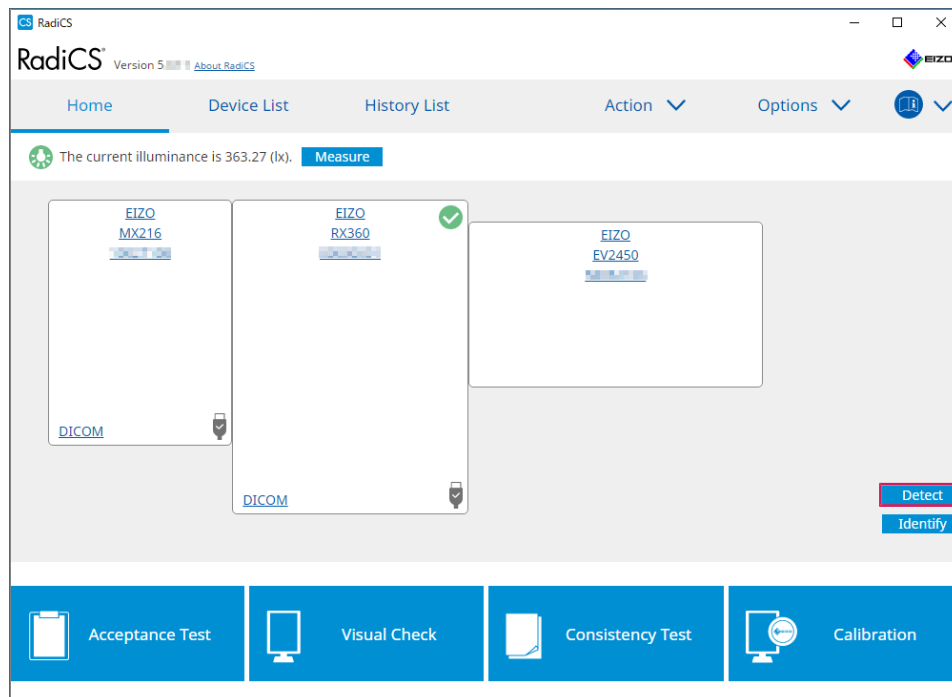 CS RadiCS
RadiCS Version 5. About RadiCS
EIZO
Home Device List History List Action Options
The current illuminance is 363.27 (lx). Measure
EIZO
MX216
DICOM
EIZO
RX360
DICOM
EIZO
EV2450
Detect
Identify
Acceptance Test Visual Check Consistency Test Calibration